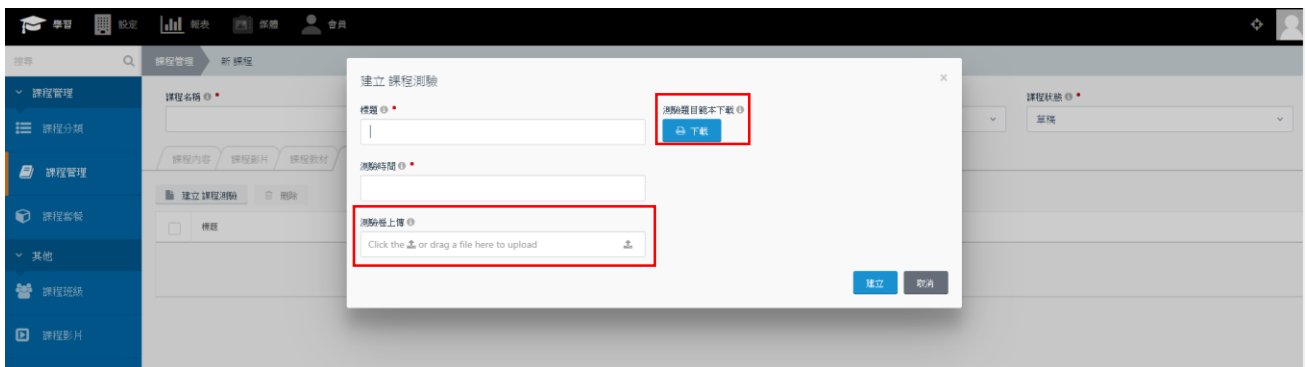 學習 設定 報表 媒體 會員
搜尋
課程管理 新 課程
課程管理
課程分類
課程管理
課程套餐
其他
課程班級
課程影片
課程名稱
課程狀態
草稿
課程內容 課程影片 課程教材
建立 課程測驗 刪除
標題
建立 課程測驗
標題
測驗題目範本下載
下載
測驗時間
測驗卷上傳
Click the or drag a file here to upload
建立 取消